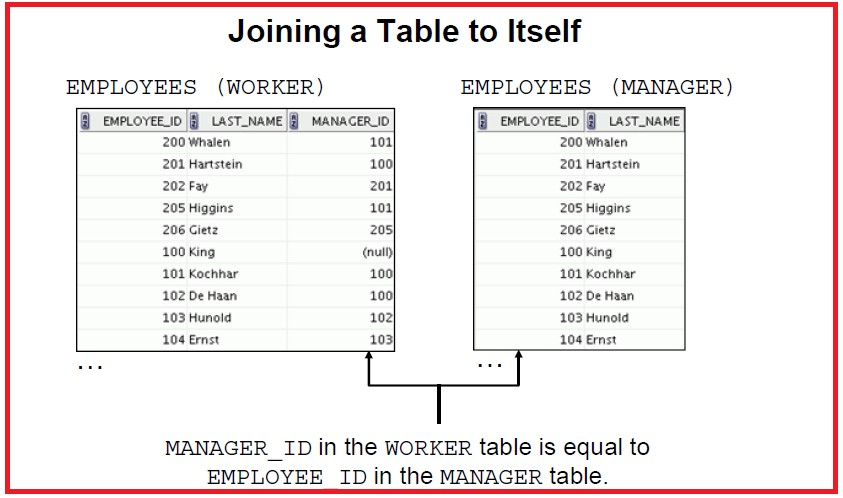 Joining a Table to Itself
EMPLOYEES (WORKER) EMPLOYEES (MANAGER)
EMPLOYEE_ID LAST_NAME MANAGER_ID EMPLOYEE_ID LAST_NAME
200 Whalen 101 200 Whalen
201 Hartstein 100 201 Hartstein
202 Fay 201 202 Fay
205 Higgins 101 205 Higgins
206 Gietz 205 206 Gietz
100 King (null) 100 King
101 Kochhar 100 101 Kochhar
102 De Haan 100 102 De Haan
103 Hunold 102 103 Hunold
104 Ernst 103 104 Ernst
... ...
MANAGER_ID in the WORKER table is equal to
EMPLOYEE_ID in the MANAGER table.